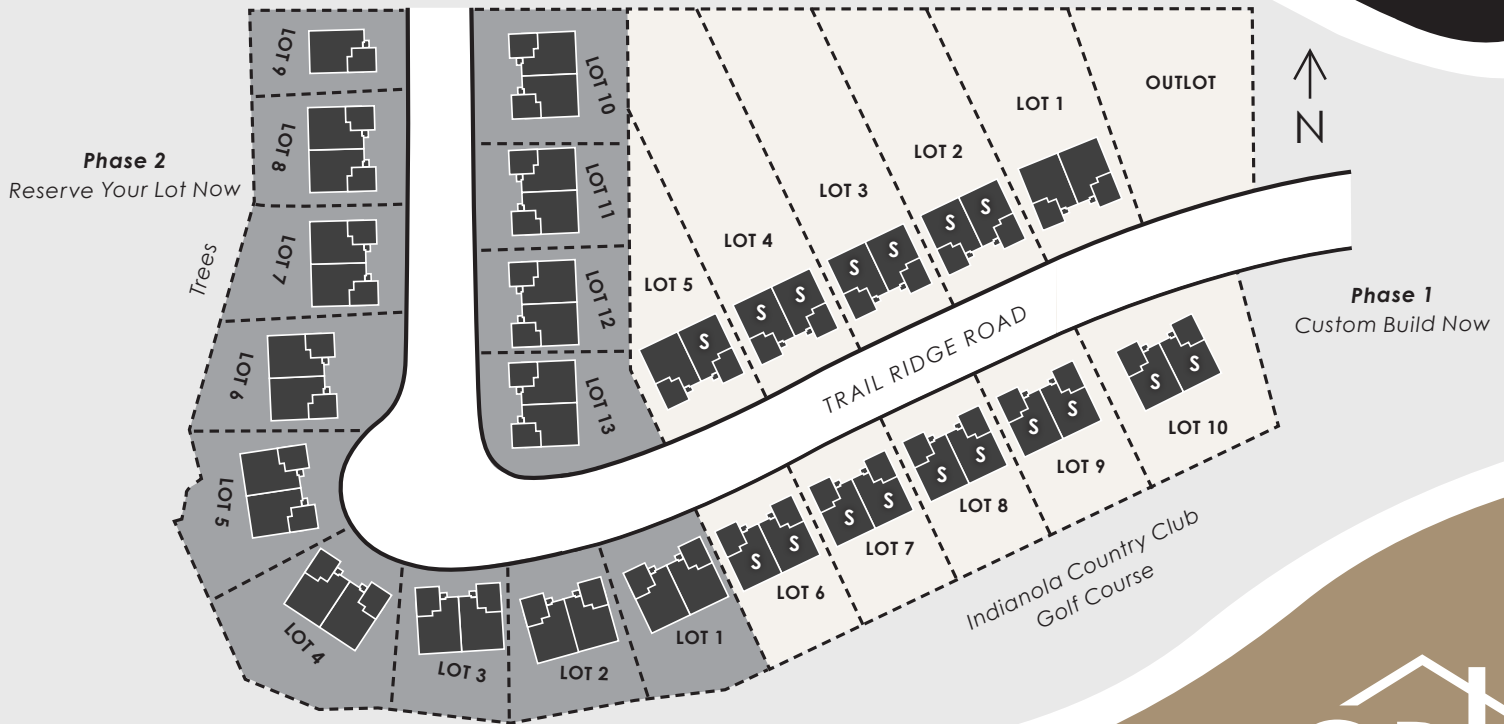 LOT 9
LOT 8
LOT 7
LOT 6
LOT 5
LOT 4
LOT 3
LOT 2
LOT 1
LOT 10
LOT 11
LOT 12
LOT 13
Phase 2
Reserve Your Lot Now
Trees
LOT 5
S
LOT 4
S S
LOT 3
S S
LOT 2
S S
LOT 1
OUTLOT
N
TRAIL RIDGE ROAD
Phase 1
Custom Build Now
S S
LOT 6
S S
LOT 7
S S
LOT 8
S S
LOT 9
S S
LOT 10
Indianola Country Club
Golf Course